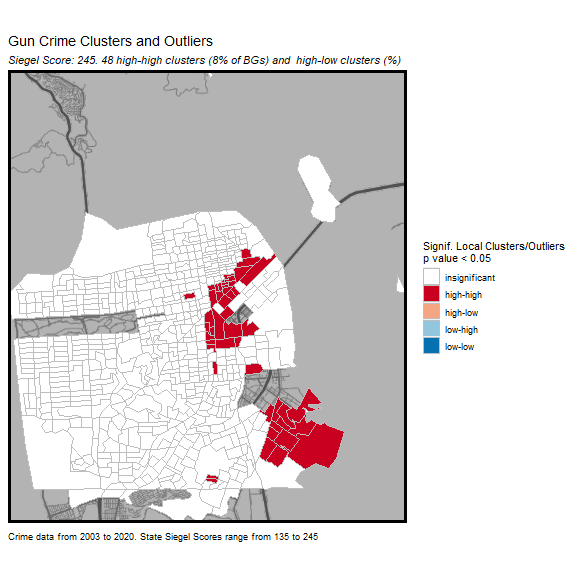 Gun Crime Clusters and Outliers
Siegel Score: 245. 48 high-high clusters (8% of BGs) and  high-low clusters (%)
Signif. Local Clusters/Outliers
p value < 0.05
insignificant
high-high
high-low
low-high
low-low
Crime data from 2003 to 2020. State Siegel Scores range from 135 to 245